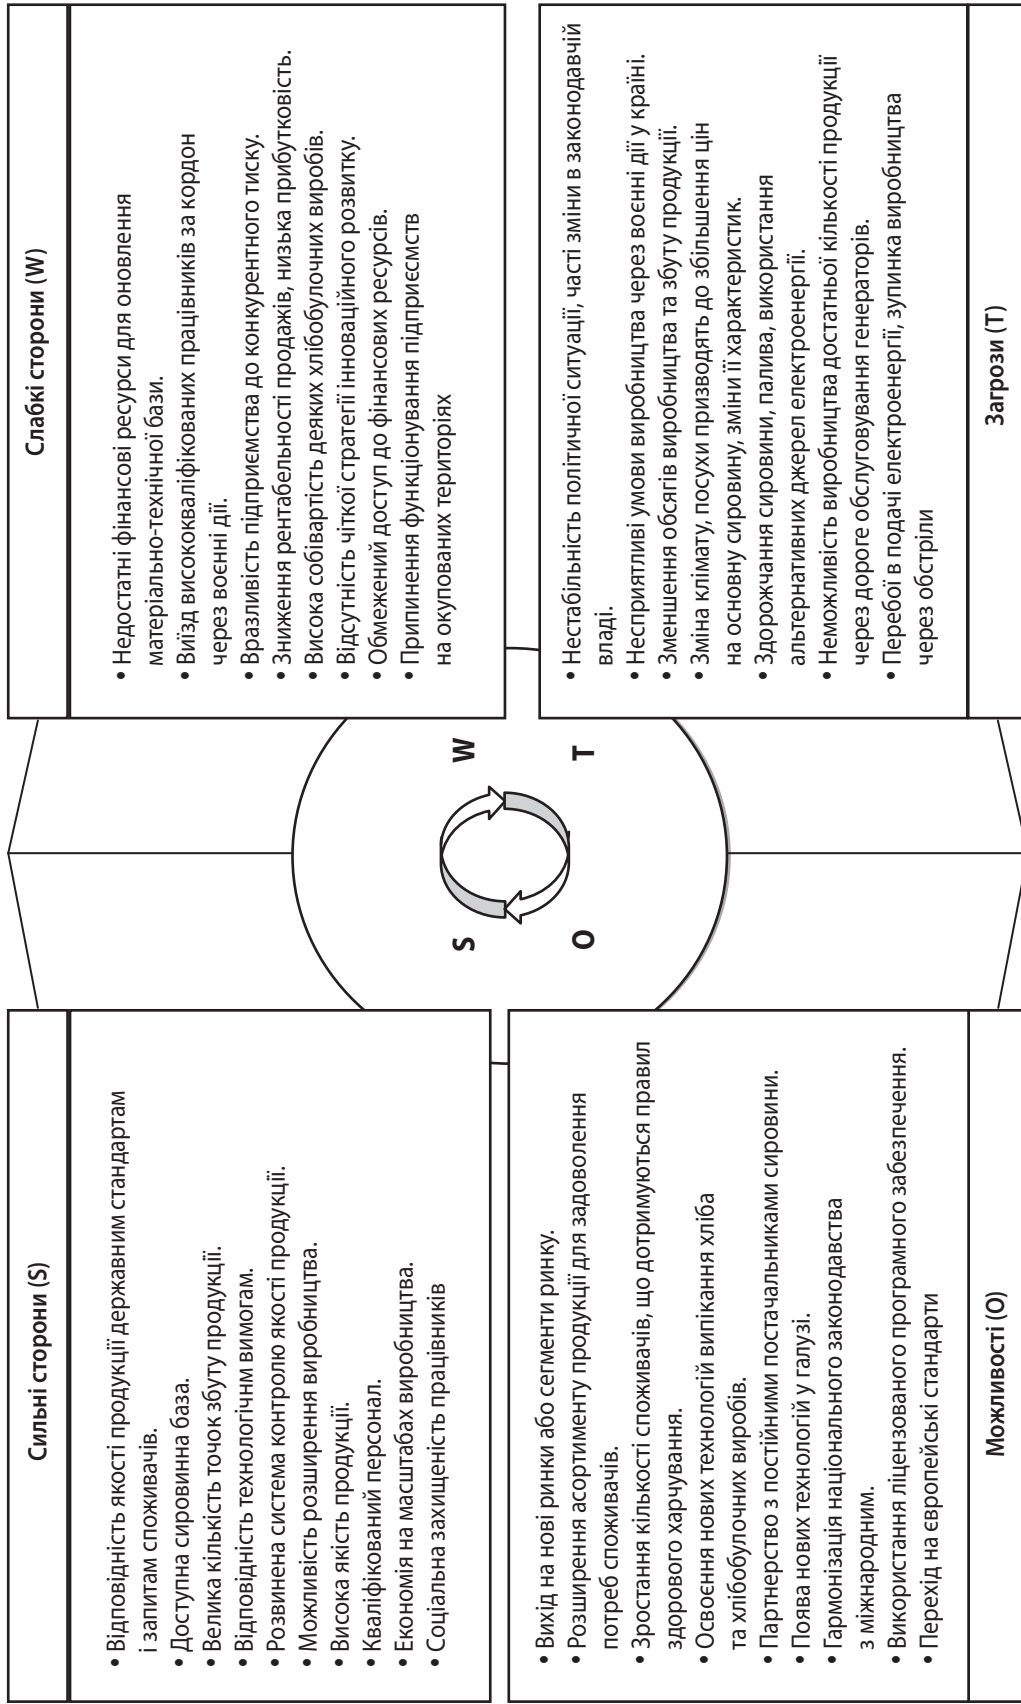 Сильні сторони (S)
• Відповідність якості продукції державним стандартам
і запитам споживачів.
• Доступна сировинна база.
• Велика кількість точок збуту продукції.
• Відповідність технологічнм вимогам.
• Розвинена система контролю якості продукції.
• Можливість розширення виробництва.
• Висока якість продукції.
• Кваліфікований персонал.
• Економія на масштабах виробництва.
• Соціальна захищеність працівників
Слабкі сторони (W)
• Недостатні фінансові ресурси для оновлення
матеріально-технічної бази.
• Виїзд висококваліфікованих працівників за кордон
через воєнні дії.
• Вразливість підприємства до конкурентного тиску.
• Зниження рентабельності продажів, низька прибутковість.
• Висока собівартість деяких хлібобулочних виробів.
• Відсутність чіткої стратегії інноваційного розвитку.
• Обмежений доступ до фінансових ресурсів.
• Припинення функціонування підприємств
на окупованих територіях
S
W
O
T
• Вихід на нові ринки або сегменти ринку.
• Розширення асортименту продукції для задоволення
потреб споживачів.
• Зростання кількості споживачів, що дотримуються правил
здорового харчування.
• Освоєння нових технологій випікання хліба
та хлібобулочних виробів.
• Партнерство з постійними постачальниками сировини.
• Поява нових технологій у галузі.
• Гармонізація національного законодавства
з міжнародним.
• Використання ліцензованого програмного забезпечення.
• Перехід на європейські стандарти
Можливості (O)
• Нестабільність політичної ситуації, часті зміни в законодавчій
владі.
• Несприятливі умови виробництва через воєнні дії у країні.
• Зменшення обсягів виробництва та збуту продукції.
• Зміна клімату, посухи призводять до збільшення цін
на основну сировину, зміни її характеристик.
• Здорожчання сировини, палива, використання
альтернативних джерел електроенергії.
• Неможливість виробництва достатньої кількості продукції
через дороге обслуговування генераторів.
• Перебої в подачі електроенергії, зупинка виробництва
через обстріли
Загрози (T)